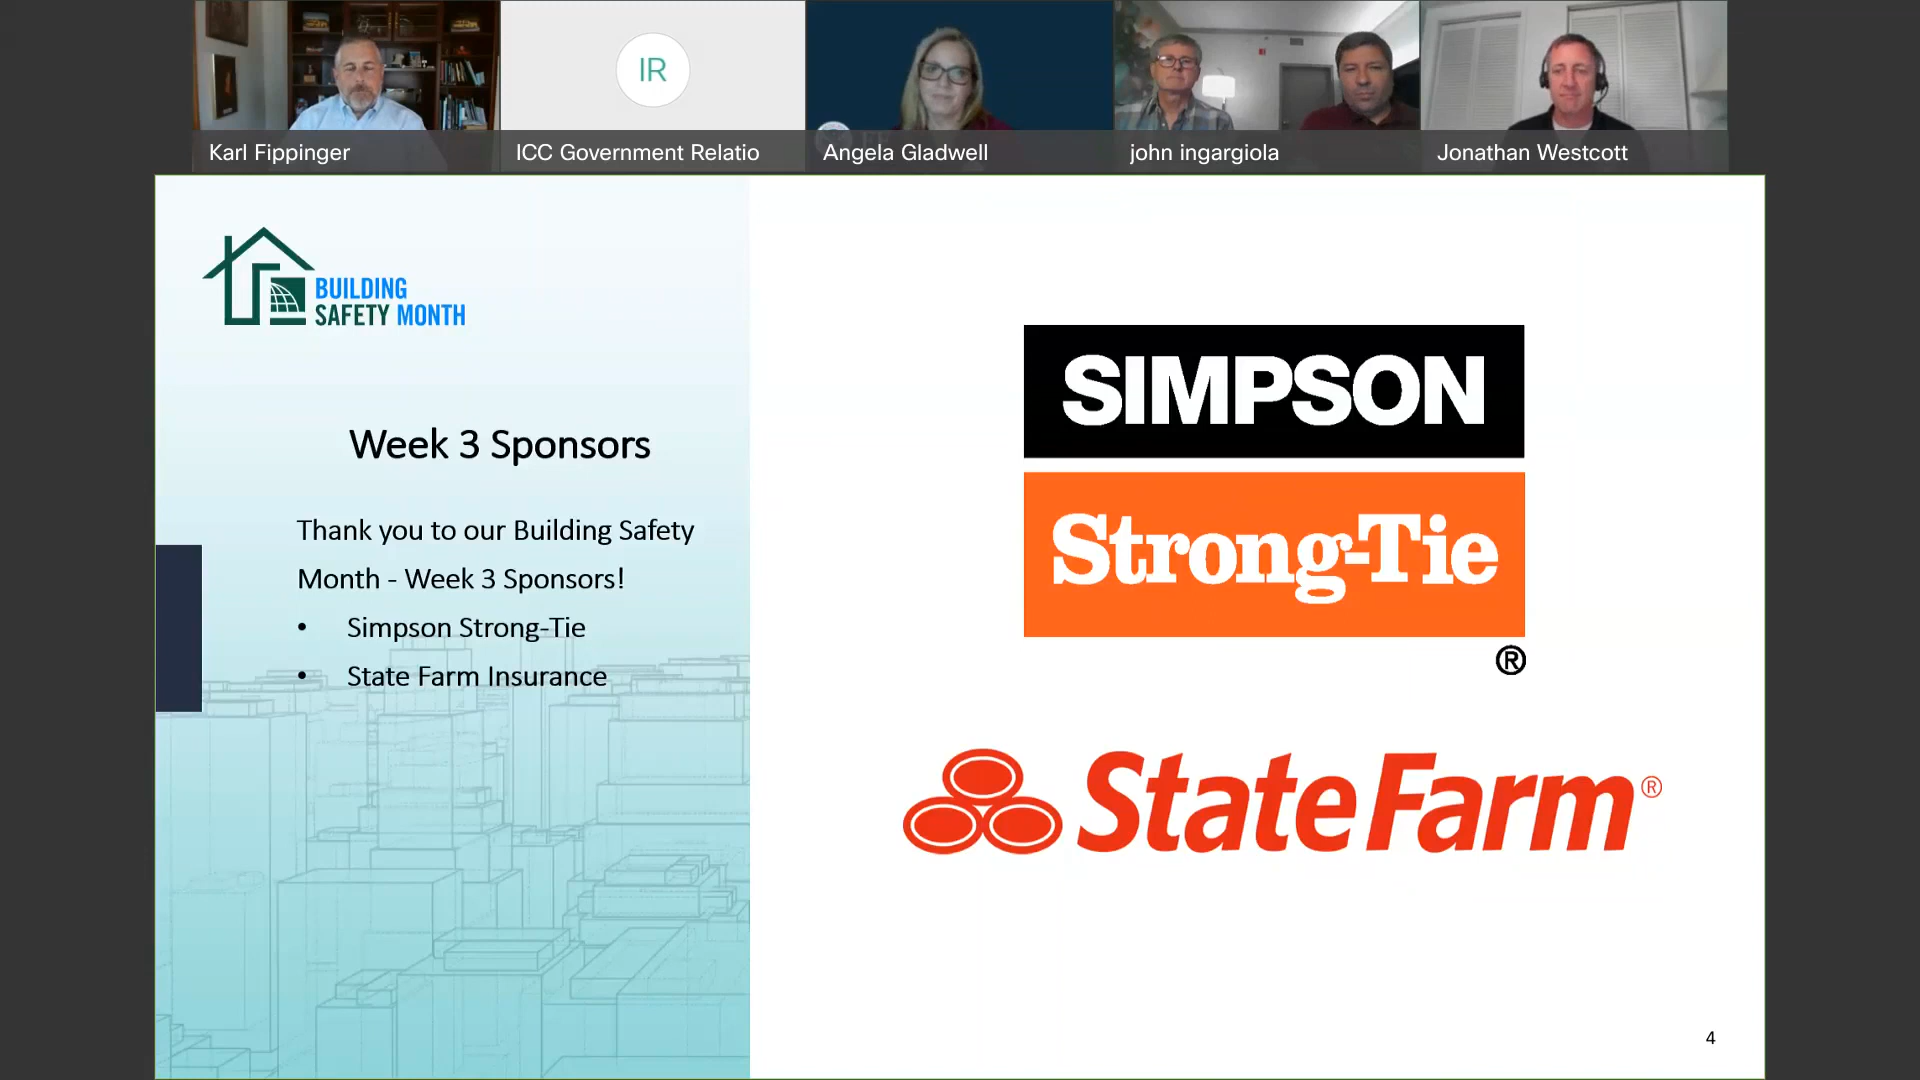 IR
Karl Fippinger
ICC Government Relatio
Angela Gladwell
john ingargiola
Jonathan Westcott
BUILDING
SAFETY MONTH
Week 3 Sponsors
Thank you to our Building Safety
Month - Week 3 Sponsors!
• Simpson Strong-Tie
• State Farm Insurance
SIMPSON
Strong-Tie
®
StateFarm®
4